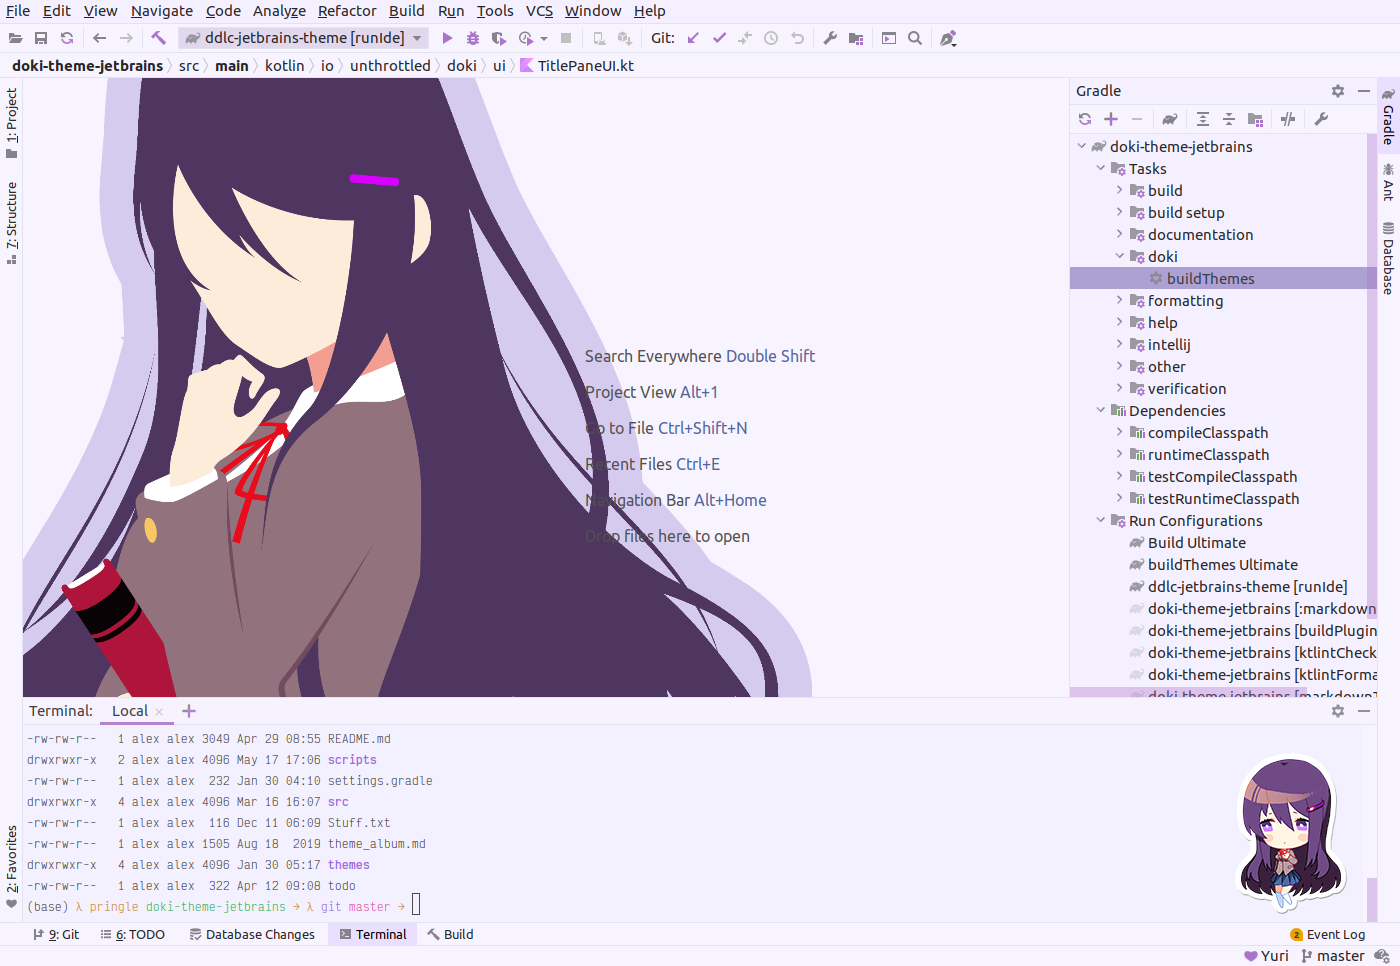 File Edit View Navigate Code Analyze Refactor Build Run Tools VCS Window Help
ddlc-jetbrains-theme [runIde] Git:
doki-theme-jetbrains src main kotlin io unthrottled doki ui TitlePaneUI.kt
1: Project
7: Structure
2: Favorites
Search Everywhere Double Shift
Project View Alt+1
Go to File Ctrl+Shift+N
Recent Files Ctrl+E
Navigation Bar Alt+Home
Drop files here to open
Gradle
doki-theme-jetbrains
Tasks
build
build setup
documentation
doki
buildThemes
formatting
help
intellij
other
verification
Dependencies
compileClasspath
runtimeClasspath
testCompileClasspath
testRuntimeClasspath
Run Configurations
Build Ultimate
buildThemes Ultimate
ddlc-jetbrains-theme [runIde]
doki-theme-jetbrains [:markdown
doki-theme-jetbrains [buildPlugin
doki-theme-jetbrains [ktlintCheck
doki-theme-jetbrains [ktlintForma
doki-theme-jetbrains [markdownT
Gradle
Ant
Database
Terminal: Local
-rw-rw-r-- 1 alex alex 3049 Apr 29 08:55 README.md
drwxrwxr-x 2 alex alex 4096 May 17 17:06 scripts
-rw-rw-r-- 1 alex alex 232 Jan 30 04:10 settings.gradle
drwxrwxr-x 4 alex alex 4096 Mar 16 16:07 src
-rw-rw-r-- 1 alex alex 116 Dec 11 06:09 Stuff.txt
-rw-rw-r-- 1 alex alex 1505 Aug 18 2019 theme_album.md
drwxrwxr-x 4 alex alex 4096 Jan 30 05:17 themes
-rw-rw-r-- 1 alex alex 322 Apr 12 09:08 todo
(base) λ pringle doki-theme-jetbrains → λ git master →
9: Git 6: TODO Database Changes Terminal Build 2 Event Log
Yuri master